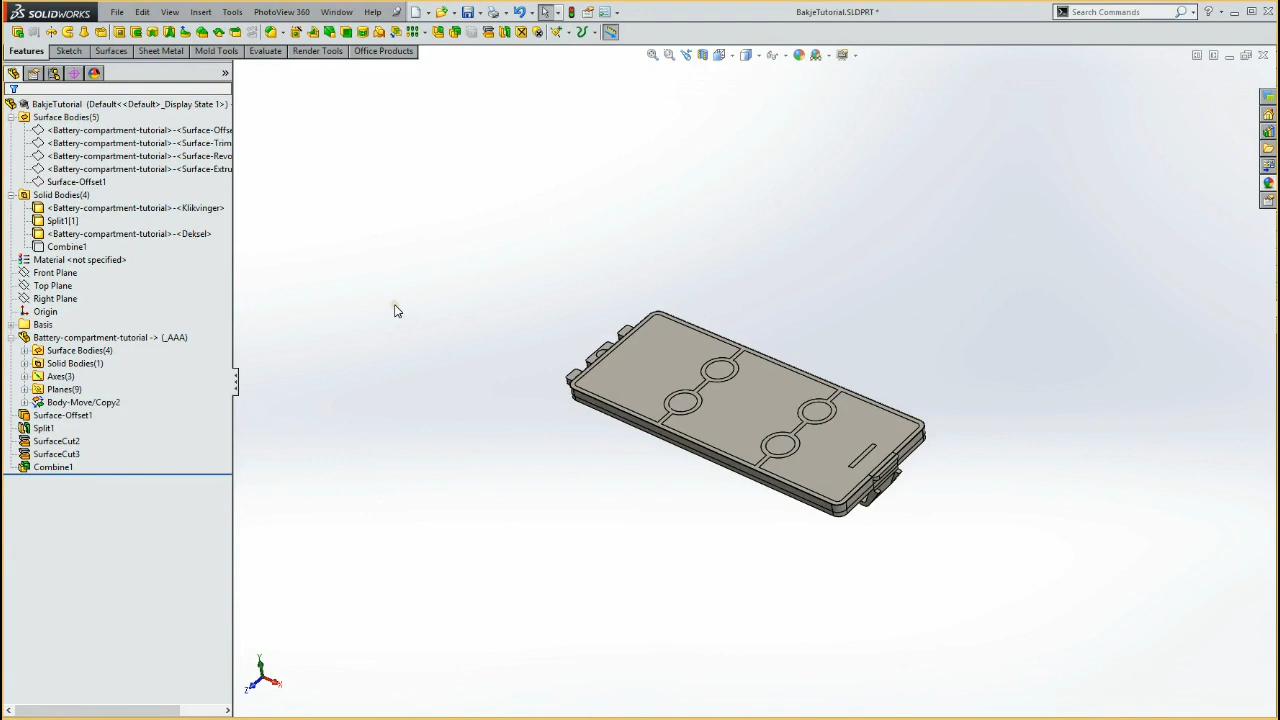 SOLIDWORKS File Edit View Insert Tools PhotoView 360 Window Help BakjeTutorial.SLDPRT * Search Commands
Features Sketch Surfaces Mold Tools Evaluate Render Tools Office Products
BakjeTutorial (Default<<Default>_Display State 1>)
Surface Bodies(5)
<Battery-compartment-tutorial>-<Surface-Offse
<Battery-compartment-tutorial>-<Surface-Trim
<Battery-compartment-tutorial>-<Surface-Revo
<Battery-compartment-tutorial>-<Surface-Extru
Surface-Offset1
Solid Bodies(4)
<Battery-compartment-tutorial>-<Klikvinger>
Split1[1]
<Battery-compartment-tutorial>-<Deksel>
Combine1
Material <not specified>
Front Plane
Top Plane
Right Plane
Origin
Basis
Battery-compartment-tutorial -> (_AAA)
Surface Bodies(4)
Solid Bodies(1)
Axes(3)
Planes(9)
Body-Move/Copy2
Surface-Offset1
Split1
SurfaceCut2
SurfaceCut3
Combine1
Y
Z X